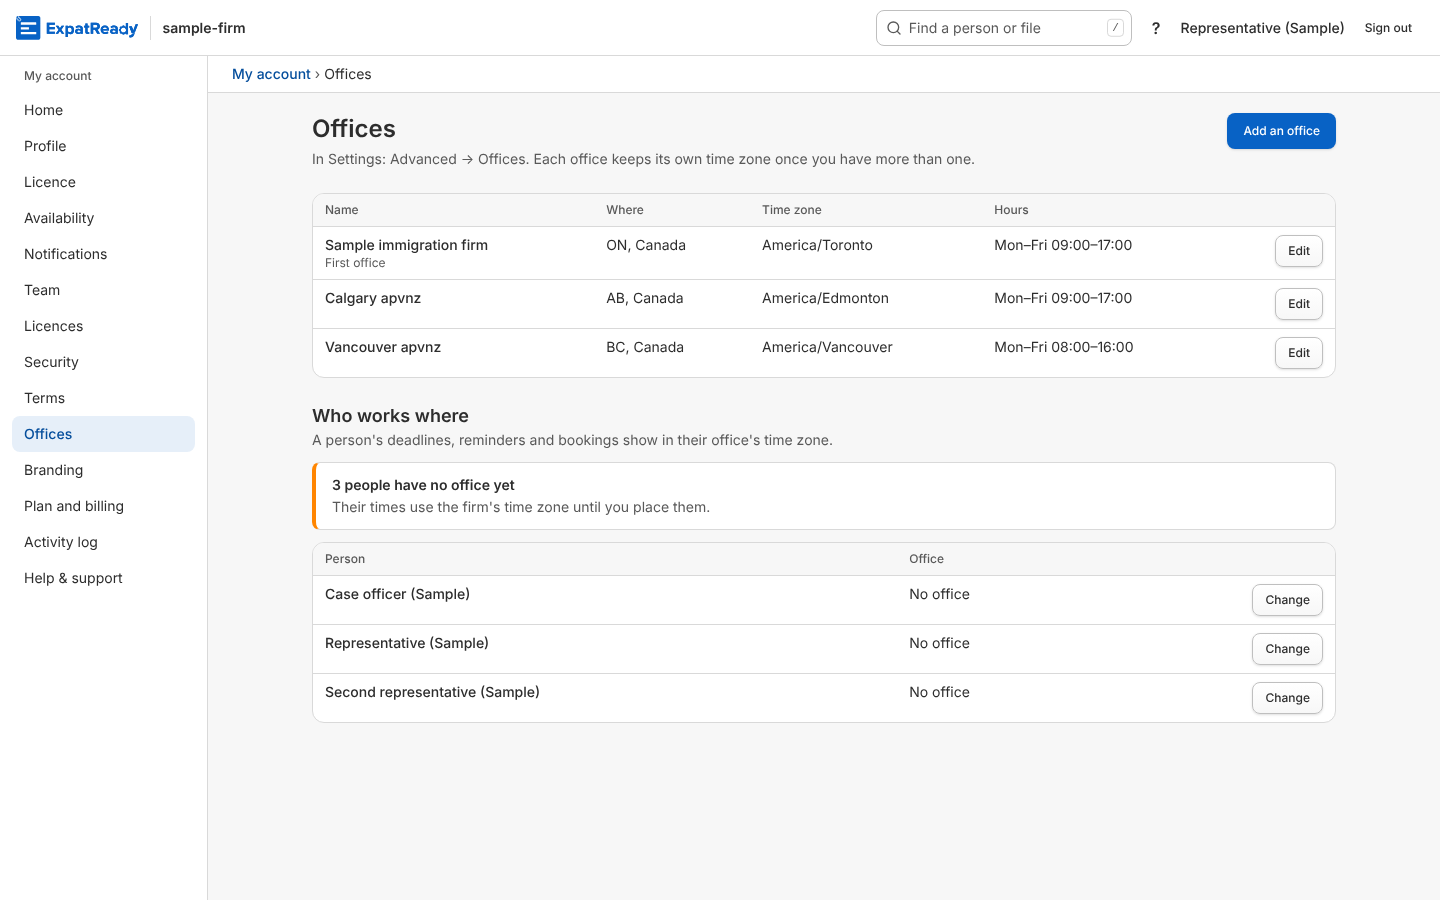 ExpatReady
sample-firm
Find a person or file
/
?
Representative (Sample)
Sign out
My account
Home
Profile
Licence
Availability
Notifications
Team
Licences
Security
Terms
Offices
Branding
Plan and billing
Activity log
Help & support
My account › Offices
Offices
Add an office
In Settings: Advanced → Offices. Each office keeps its own time zone once you have more than one.
Name Where Time zone Hours
Sample immigration firm ON, Canada America/Toronto Mon–Fri 09:00–17:00 Edit
First office
Calgary apvnz AB, Canada America/Edmonton Mon–Fri 09:00–17:00 Edit
Vancouver apvnz BC, Canada America/Vancouver Mon–Fri 08:00–16:00 Edit
Who works where
A person's deadlines, reminders and bookings show in their office's time zone.
3 people have no office yet
Their times use the firm's time zone until you place them.
Person Office
Case officer (Sample) No office Change
Representative (Sample) No office Change
Second representative (Sample) No office Change